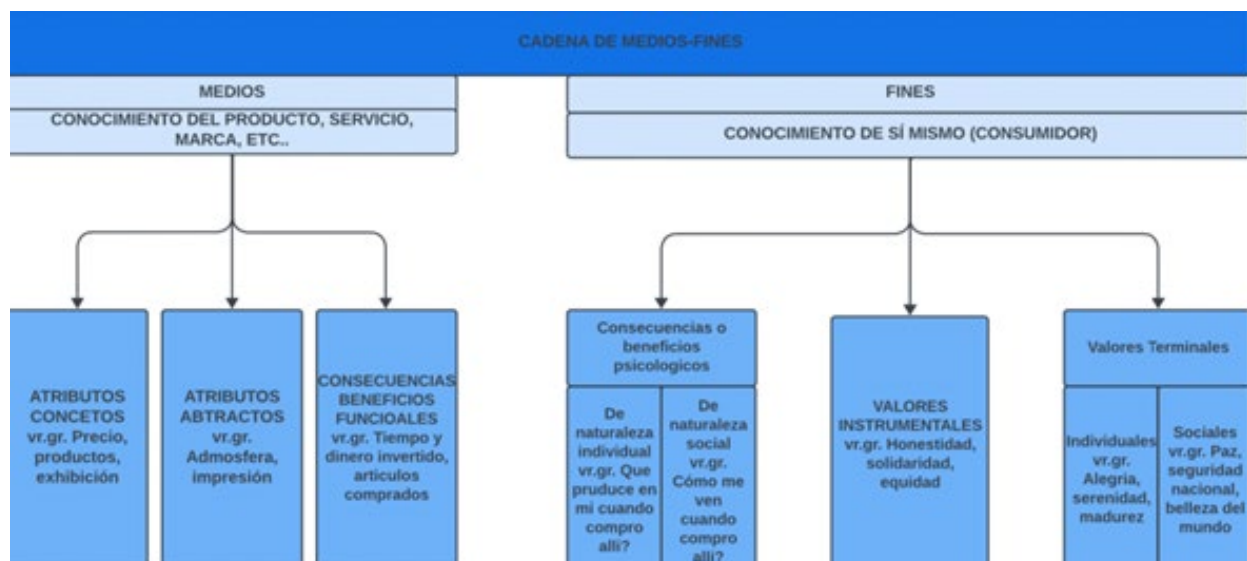 CADENA DE MEDIOS-FINES
MEDIOS
CONOCIMIENTO DEL PRODUCTO, SERVICIO,
MARCA, ETC..
FINES
CONOCIMIENTO DE SÍ MISMO (CONSUMIDOR)
ATRIBUTOS
CONCETOS
vr.gr. Precio,
productos,
exhibición
ATRIBUTOS
ABTRACTOS
vr.gr.
Admosfera,
impresión
CONSECUENCIAS
BENEFICIOS
FUNCIOALES
vr.gr. Tiempo y
dinero invertido,
articulos
comprados
Consecuencias o
beneficios
psicologicos
De
naturaleza
individual
vr.gr. Que
pruduce en
mi cuando
compro
alli?
De
naturaleza
social
vr.gr.
Cómo me
ven
cuando
compro
alli?
VALORES
INSTRUMENTALES
vr.gr. Honestidad,
solidaridad,
equidad
Valores Terminales
Individuales
vr.gr.
Alegria,
serenidad,
madurez
Sociales
vr.gr. Paz,
seguridad
nacional,
belleza del
mundo